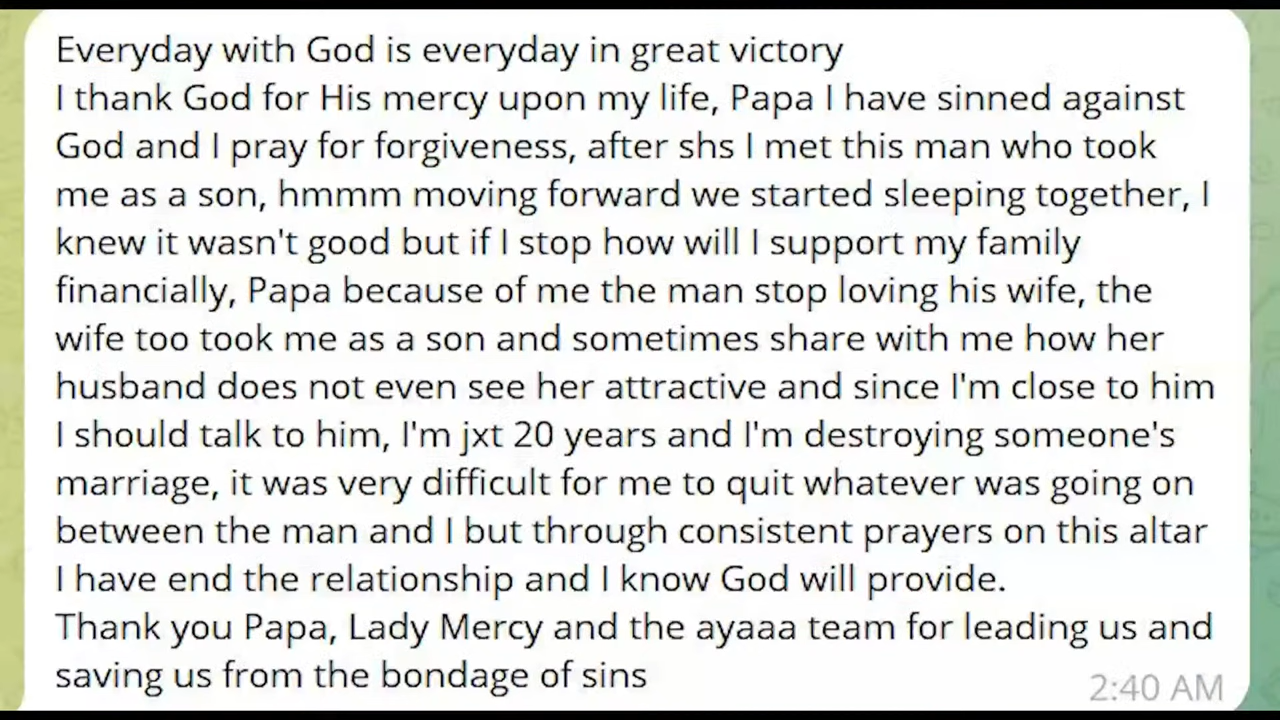 Everyday with God is everyday in great victory
I thank God for His mercy upon my life, Papa I have sinned against
God and I pray for forgiveness, after shs I met this man who took
me as a son, hmmm moving forward we started sleeping together, I
knew it wasn't good but if I stop how will I support my family
financially, Papa because of me the man stop loving his wife, the
wife too took me as a son and sometimes share with me how her
husband does not even see her attractive and since I'm close to him
I should talk to him, I'm jxt 20 years and I'm destroying someone's
marriage, it was very difficult for me to quit whatever was going on
between the man and I but through consistent prayers on this altar
I have end the relationship and I know God will provide.
Thank you Papa, Lady Mercy and the ayaaa team for leading us and
saving us from the bondage of sins
2:40 AM